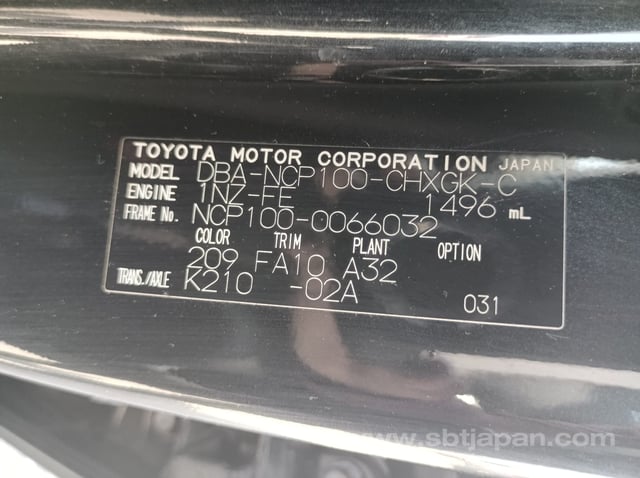 TOYOTA MOTOR CORPORATION JAPAN
MODEL DBA-NCP100-CHXGK-C
ENGINE 1NZ-FE 1496 mL
FRAME No. NCP100-0066032
COLOR TRIM PLANT OPTION
209 FA10 A32
TRANS./AXLE K210 -02A 031
www.sbtjapan.com